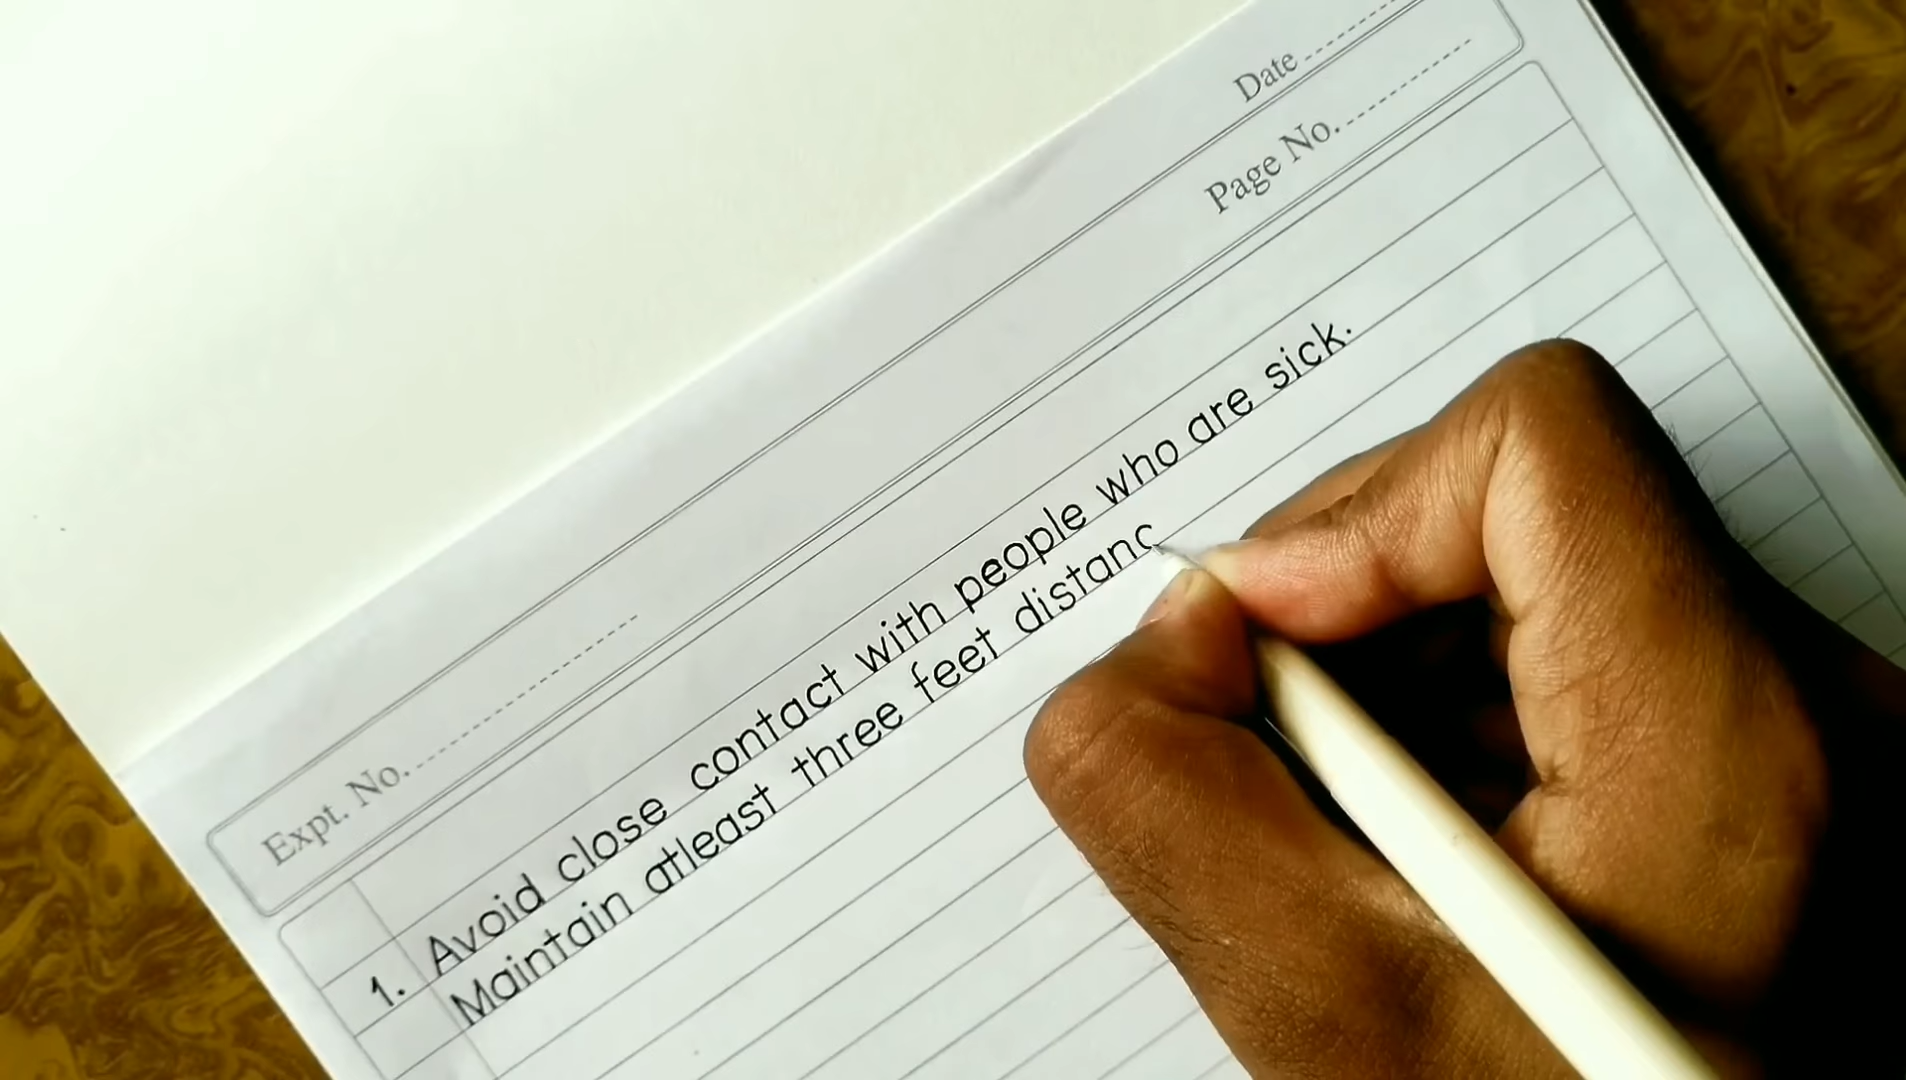 Date
Page No.
Expt. No.
1. Avoid close contact with people who are sick.
Maintain atleast three feet distanc